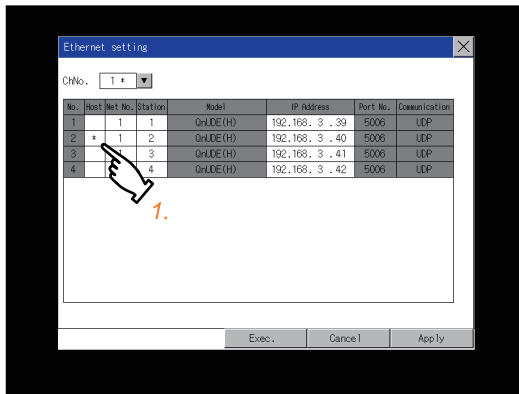 Ethernet setting
ChNo. 1 * ▼
No. Host Net No. Station Model IP Address Port No. Communication
1 1 1 QnUDE(H) 192.168. 3 .39 5006 UDP
2 * 1 2 QnUDE(H) 192.168. 3 .40 5006 UDP
3 1 3 QnUDE(H) 192.168. 3 .41 5006 UDP
4 4 QnUDE(H) 192.168. 3 .42 5006 UDP
1.
Exec. Cancel Apply